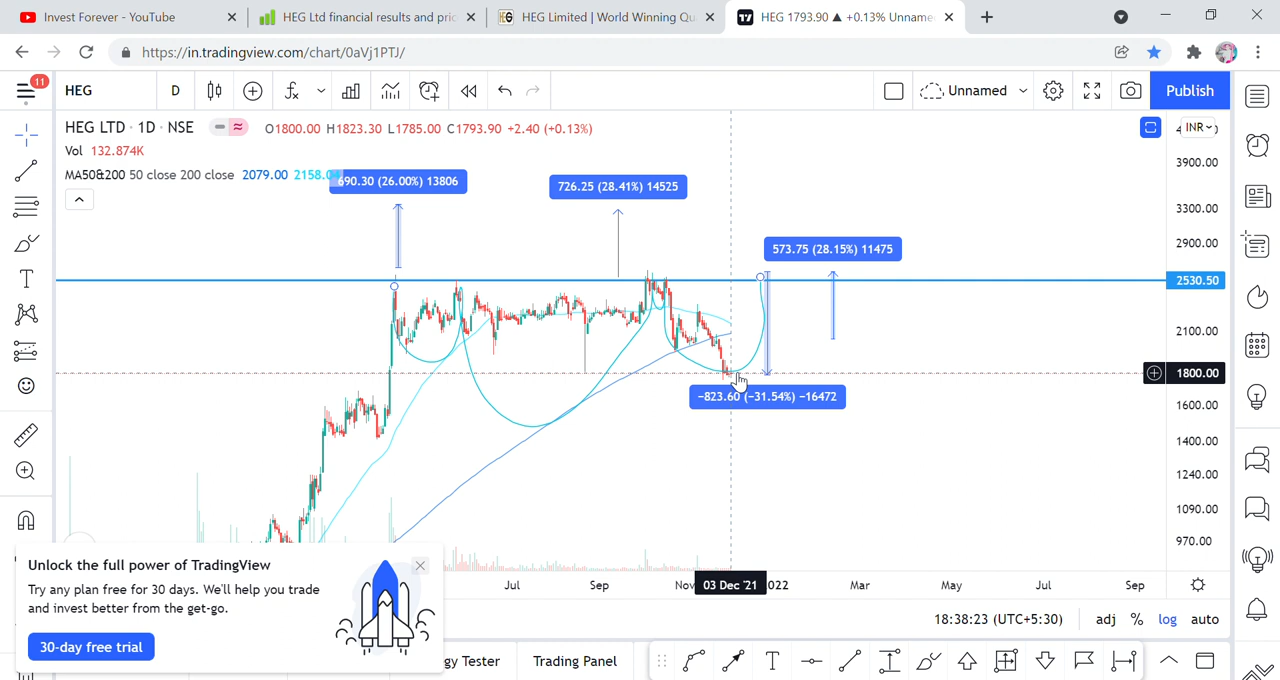 Invest Forever - YouTube
HEG Ltd financial results and pric
HEG Limited | World Winning Qu
HEG 1793.90 ▲ +0.13% Unname
https://in.tradingview.com/chart/0aVj1PTJ/
11
HEG
D
Unnamed
Publish
HEG LTD · 1D · NSE
O1800.00 H1823.30 L1785.00 C1793.90 +2.40 (+0.13%)
INR
Vol 132.874K
MA50&200 50 close 200 close 2079.00 2158.0
690.30 (26.00%) 13806
726.25 (28.41%) 14525
573.75 (28.15%) 11475
−823.60 (−31.54%) −16472
3900.00
3300.00
2900.00
2530.50
2100.00
1800.00
1600.00
1400.00
1240.00
1090.00
970.00
Jul
Sep
Nov
03 Dec '21
2022
Mar
May
Jul
Sep
Unlock the full power of TradingView
Try any plan free for 30 days. We'll help you trade
and invest better from the get-go.
30-day free trial
18:38:23 (UTC+5:30)
adj
%
log
auto
gy Tester
Trading Panel